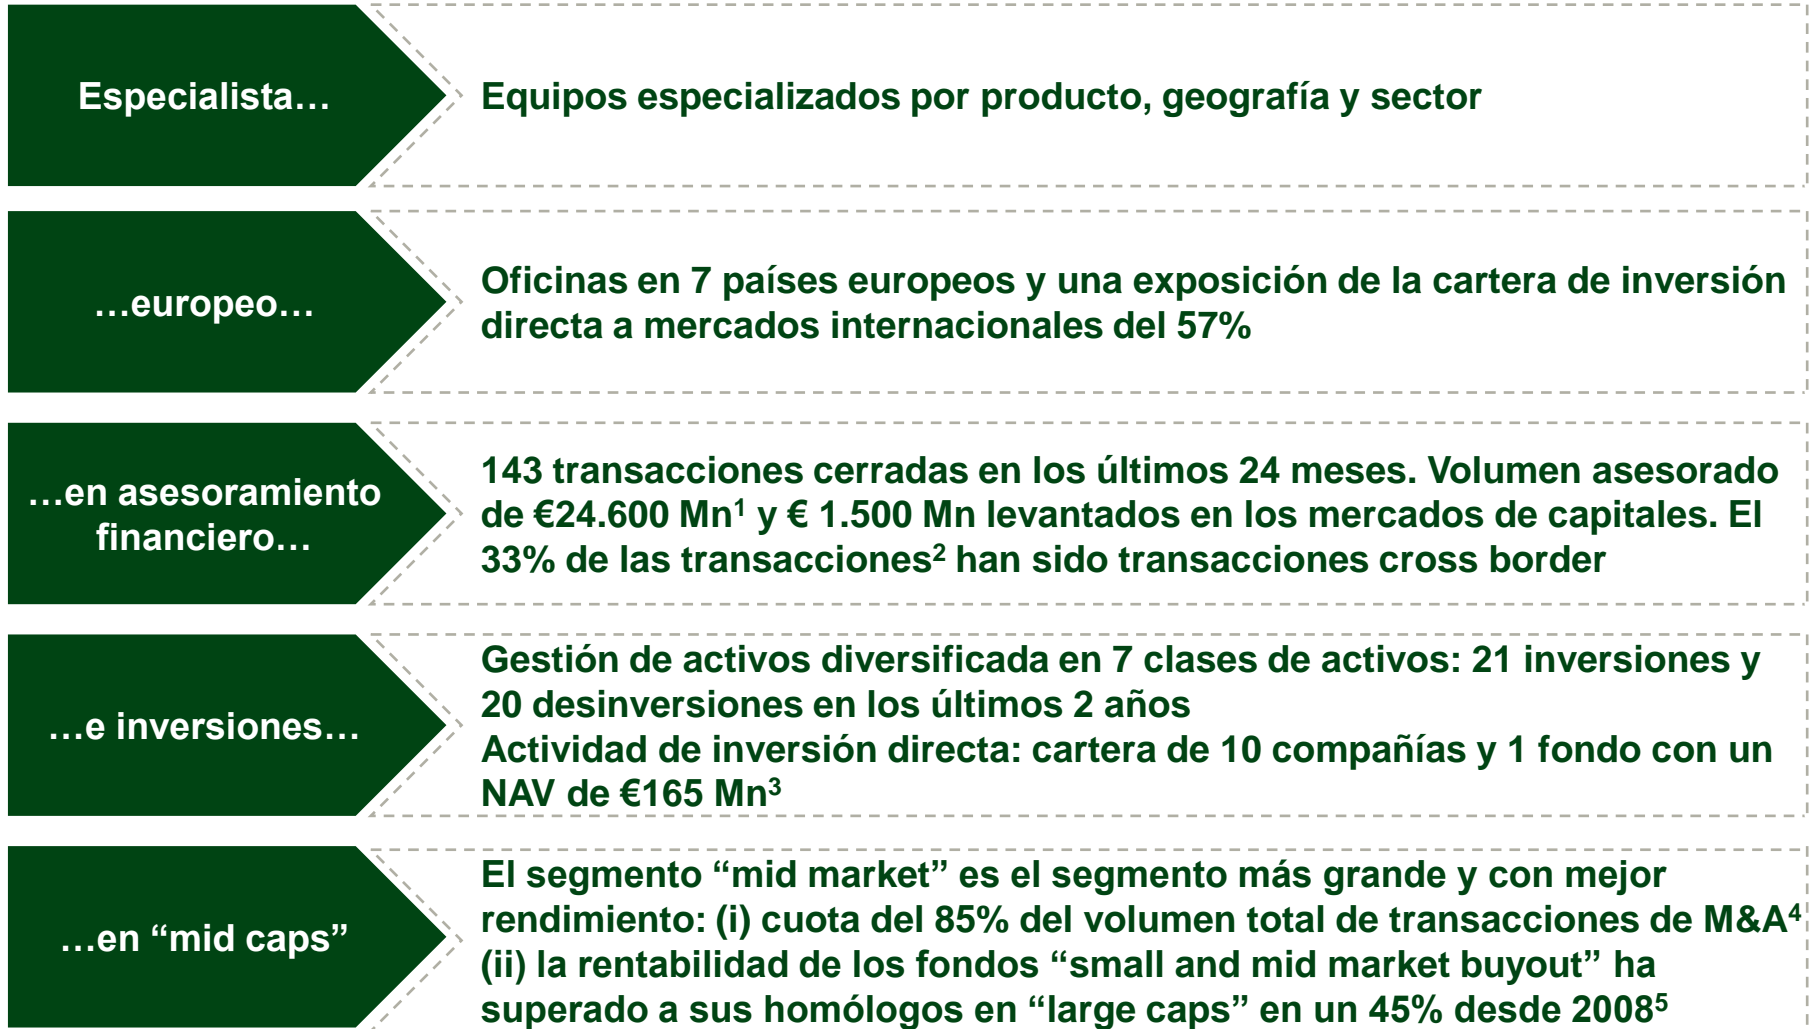 Especialista…
Equipos especializados por producto, geografía y sector
…europeo…
Oficinas en 7 países europeos y una exposición de la cartera de inversión
directa a mercados internacionales del 57%
…en asesoramiento
financiero…
143 transacciones cerradas en los últimos 24 meses. Volumen asesorado
de €24.600 Mn¹ y € 1.500 Mn levantados en los mercados de capitales. El
33% de las transacciones² han sido transacciones cross border
…e inversiones…
Gestión de activos diversificada en 7 clases de activos: 21 inversiones y
20 desinversiones en los últimos 2 años
Actividad de inversión directa: cartera de 10 compañías y 1 fondo con un
NAV de €165 Mn³
…en “mid caps”
El segmento “mid market” es el segmento más grande y con mejor
rendimiento: (i) cuota del 85% del volumen total de transacciones de M&A⁴
(ii) la rentabilidad de los fondos “small and mid market buyout” ha
superado a sus homólogos en “large caps” en un 45% desde 2008⁵